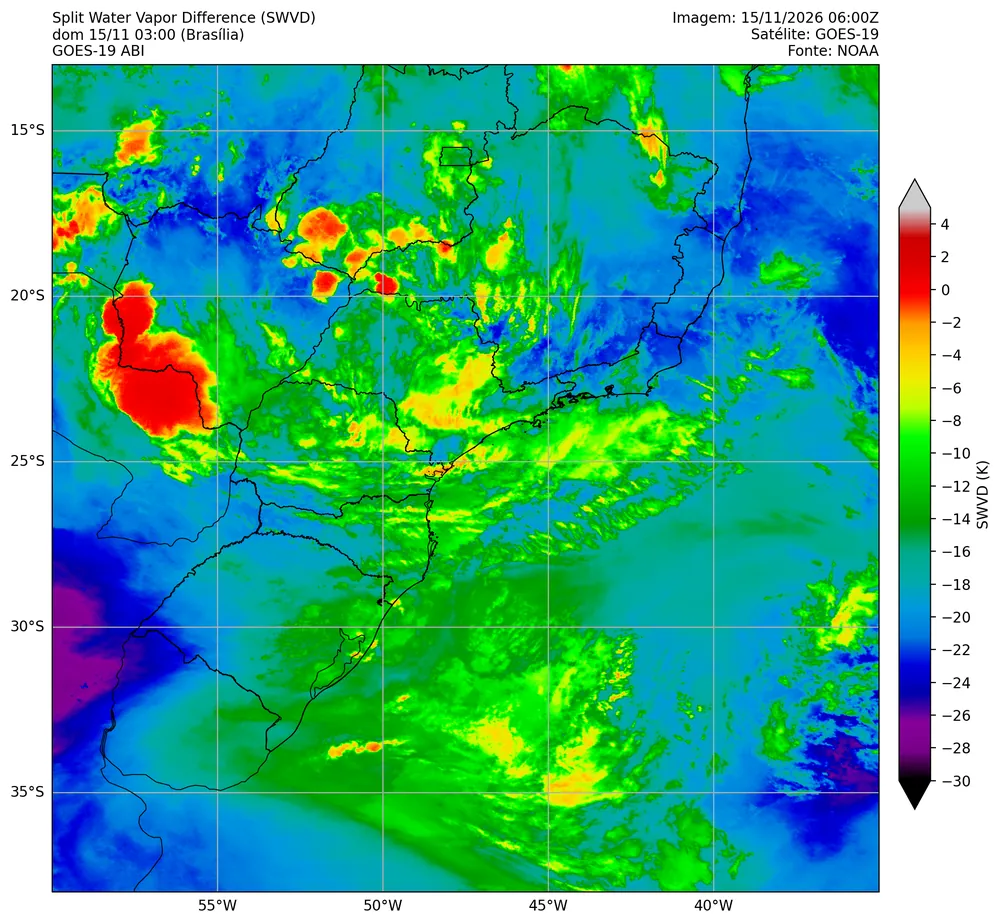 Split Water Vapor Difference (SWVD)
dom 15/11 03:00 (Brasília)
GOES-19 ABI
Imagem: 15/11/2026 06:00Z
Satélite: GOES-19
Fonte: NOAA
15°S
20°S
25°S
30°S
35°S
55°W
50°W
45°W
40°W
4
2
0
−2
−4
−6
−8
−10
−12
−14
−16
−18
−20
−22
−24
−26
−28
−30
SWVD (K)